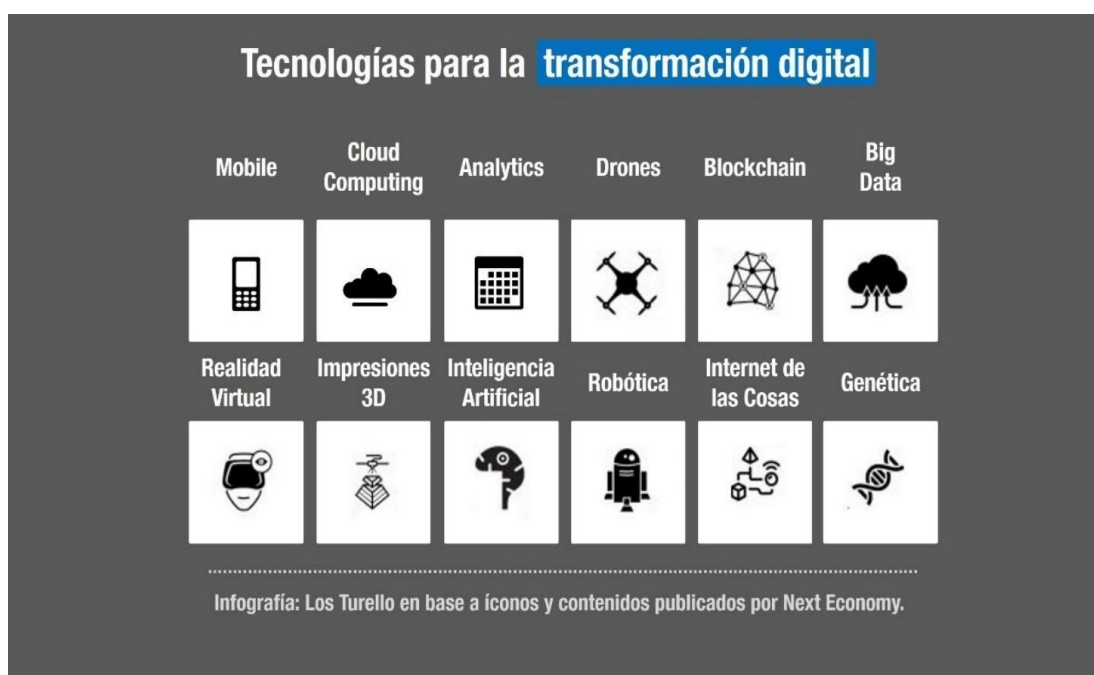 Tecnologías para la transformación digital
Mobile
Cloud
Computing
Analytics
Drones
Blockchain
Big
Data
Realidad
Virtual
Impresiones
3D
Inteligencia
Artificial
Robótica
Internet de
las Cosas
Genética
Infografía: Los Turello en base a íconos y contenidos publicados por Next Economy.